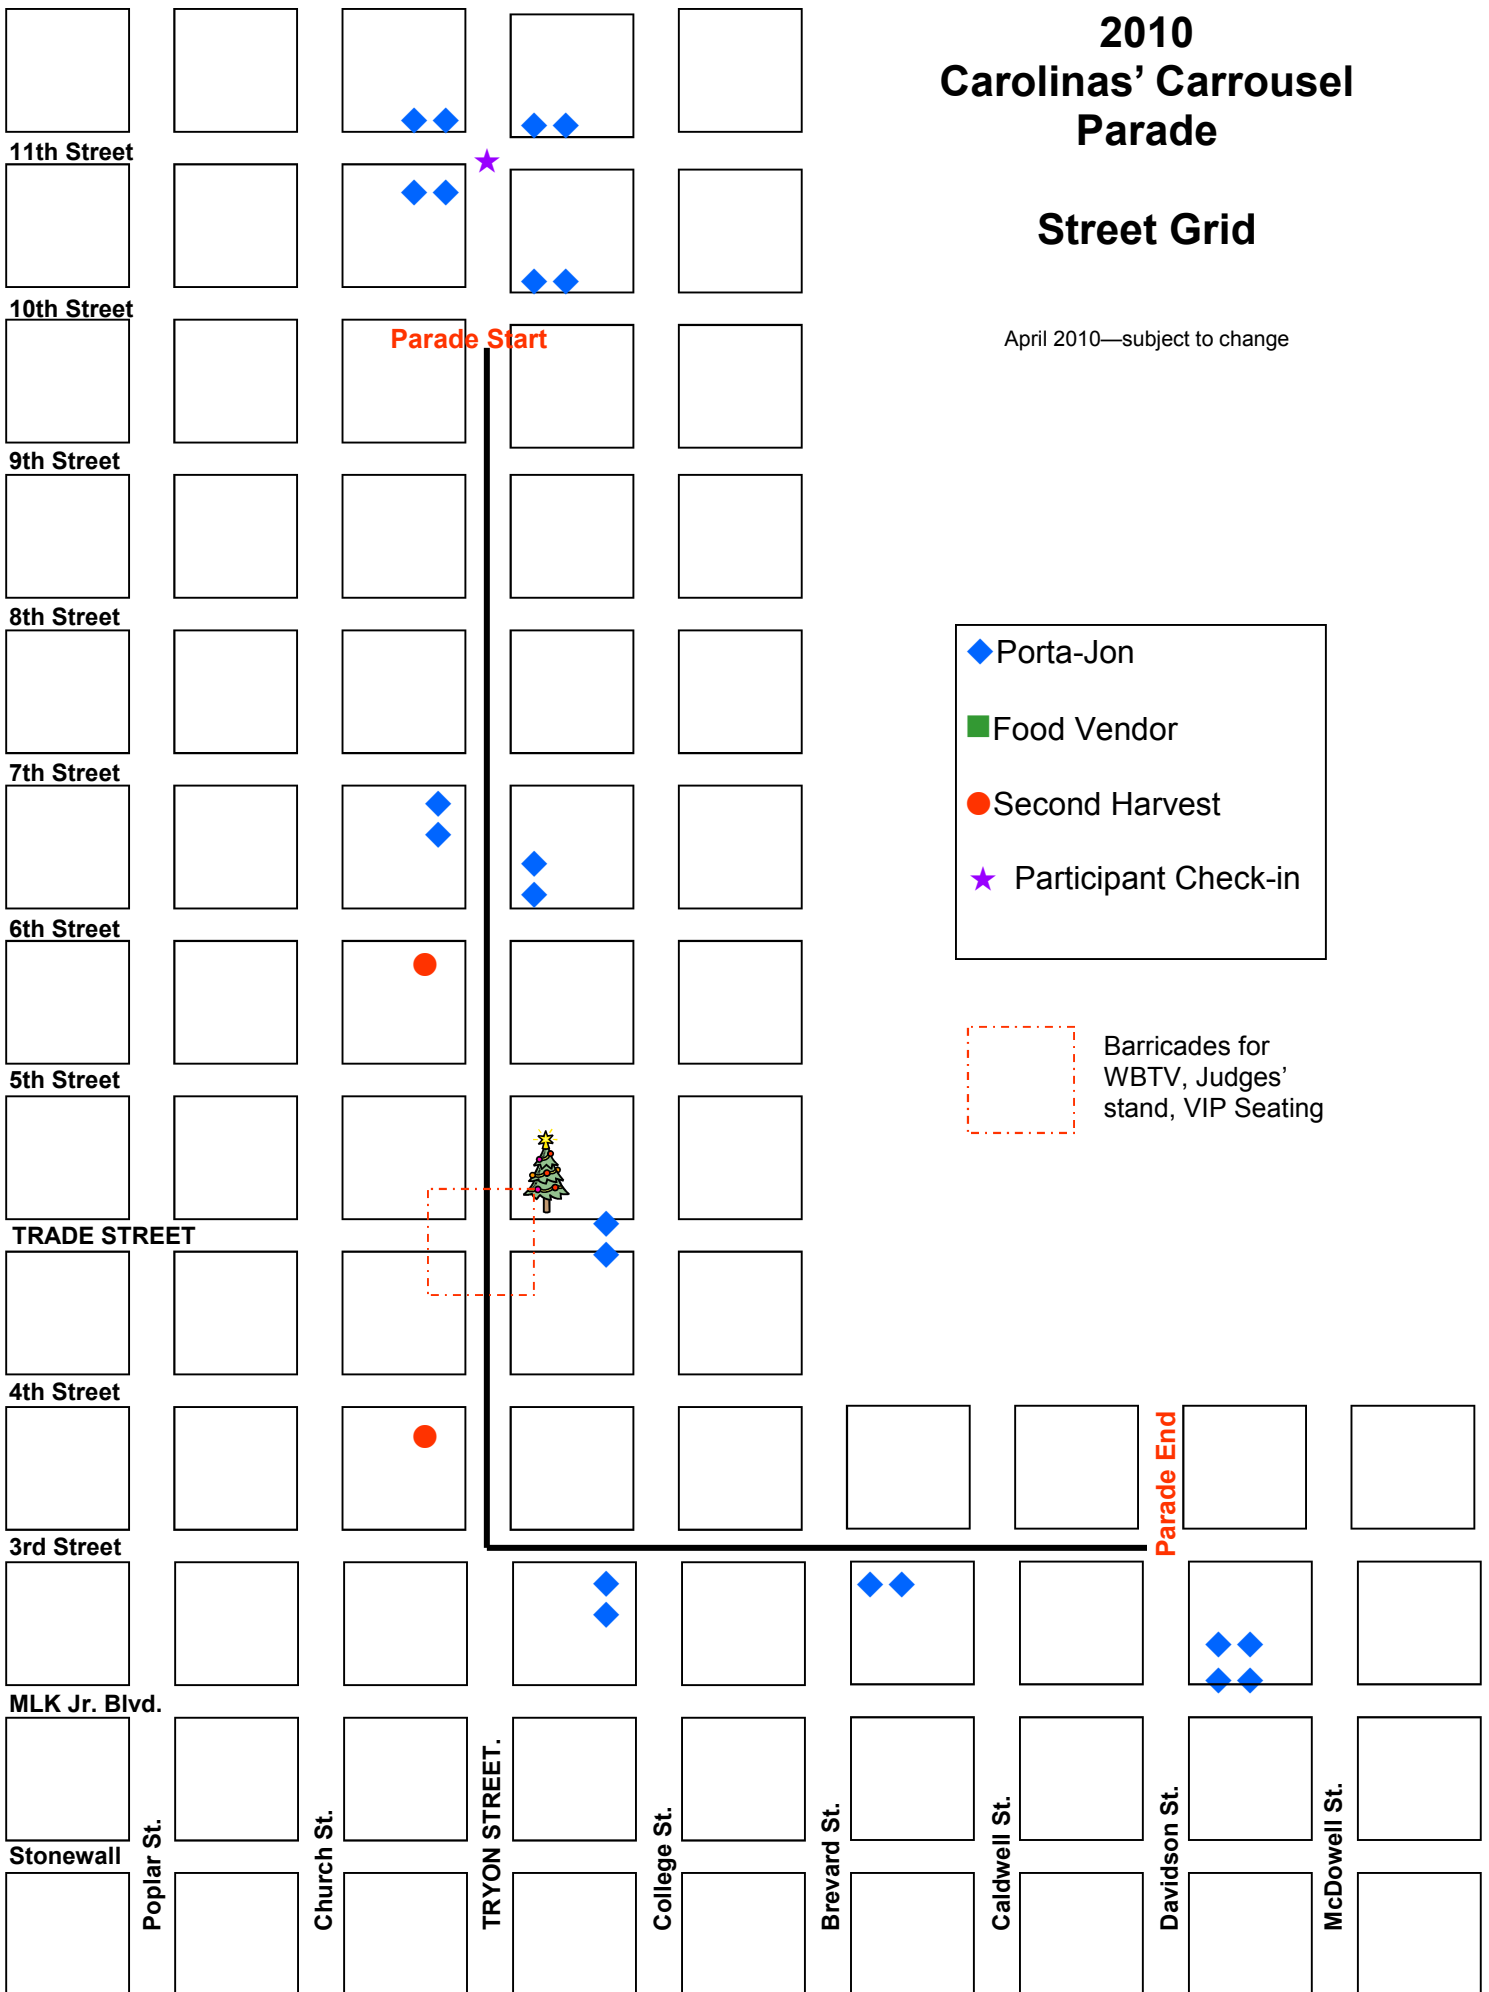 2010
Carolinas’ Carrousel
Parade
Street Grid
April 2010—subject to change
11th Street
10th Street
Parade Start
9th Street
8th Street
7th Street
6th Street
5th Street
TRADE STREET
4th Street
3rd Street
MLK Jr. Blvd.
Stonewall
Porta-Jon
Food Vendor
Second Harvest
Participant Check-in
Barricades for
WBTV, Judges’
stand, VIP Seating
Parade End
Poplar St.
Church St.
TRYON STREET.
College St.
Brevard St.
Caldwell St.
Davidson St.
McDowell St.